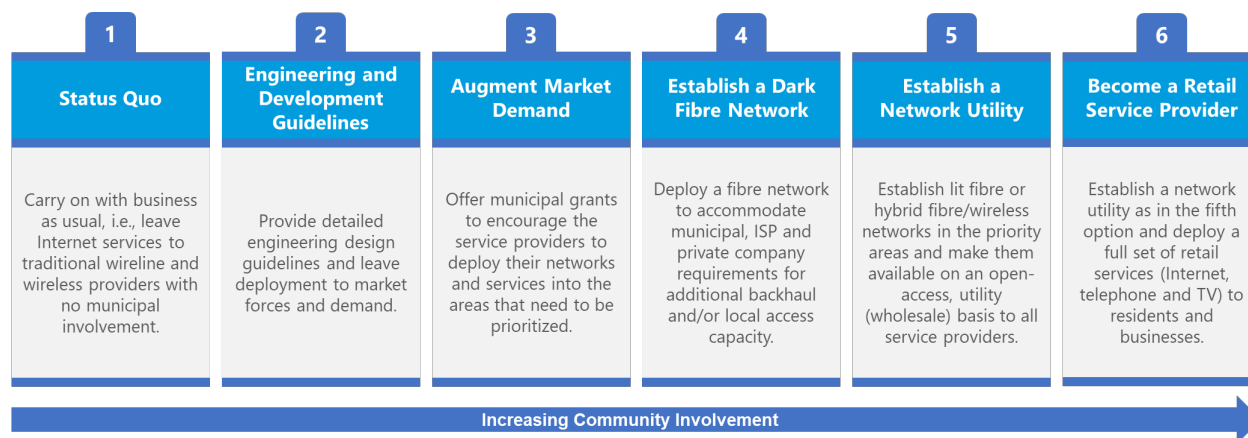 1
Status Quo
Carry on with business
as usual, i.e., leave
Internet services to
traditional wireline and
wireless providers with
no municipal
involvement.
2
Engineering and
Development
Guidelines
Provide detailed
engineering design
guidelines and leave
deployment to market
forces and demand.
3
Augment Market
Demand
Offer municipal grants
to encourage the
service providers to
deploy their networks
and services into the
areas that need to be
prioritized.
4
Establish a Dark
Fibre Network
Deploy a fibre network
to accommodate
municipal, ISP and
private company
requirements for
additional backhaul
and/or local access
capacity.
5
Establish a
Network Utility
Establish lit fibre or
hybrid fibre/wireless
networks in the priority
areas and make them
available on an open-
access, utility
(wholesale) basis to all
service providers.
6
Become a Retail
Service Provider
Establish a network
utility as in the fifth
option and deploy a
full set of retail
services (Internet,
telephone and TV) to
residents and
businesses.
Increasing Community Involvement